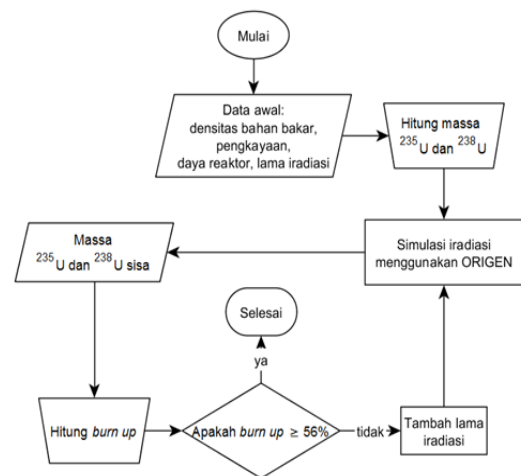 Mulai
Data awal:
densitas bahan bakar,
pengkayaan,
daya reaktor, lama iradiasi
Hitung massa
²³⁵U dan ²³⁸U
Simulasi iradiasi
menggunakan ORIGEN
Massa
²³⁵U dan ²³⁸U sisa
Hitung burn up
Apakah burn up ≥ 56%
ya
Selesai
tidak
Tambah lama
iradiasi